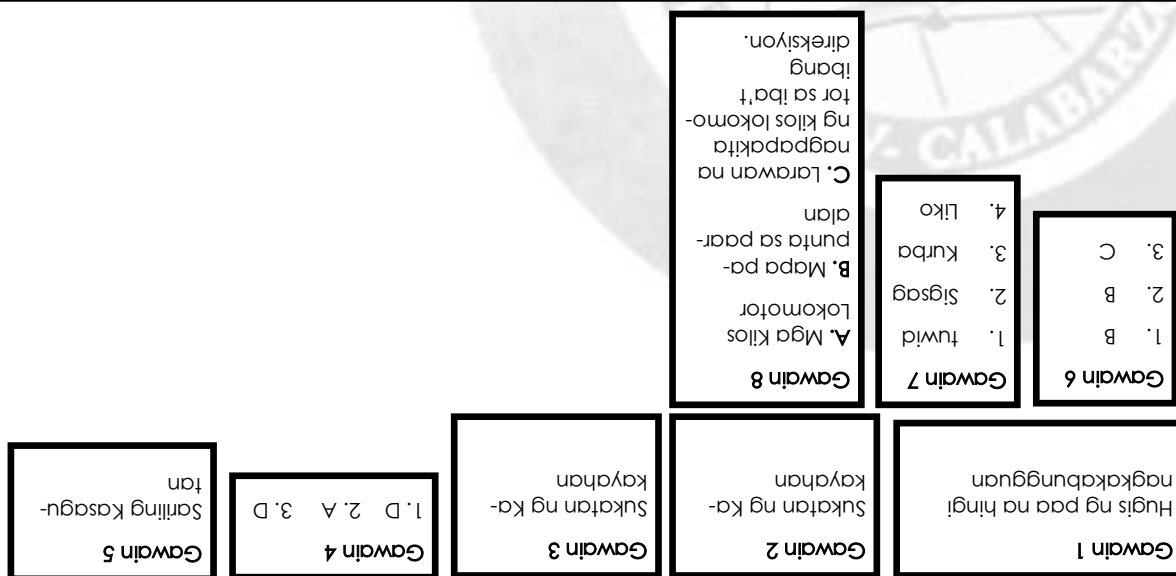 Gawain 1
Hugis ng paa na hingi
nagkakabungguan
Gawain 2
Sukatan ng Ka-
kayahan
Gawain 3
Sukatan ng Ka-
kayahan
Gawain 4
1. D 2. A 3. D
Gawain 5
Sariling Kasagu-
tan
Gawain 6
1. B
2. B
3. C
Gawain 7
1. tuwid
2. Sigsag
3. Kurba
4. Liko
Gawain 8
A. Mga Kilos
Lokomotor
B. Mapa pa-
punta sa paar-
alan
C. Larawan na
nagpapakita
ng kilos lokomo-
tor sa iba't
ibang
direksiyon.
- CALABARZ